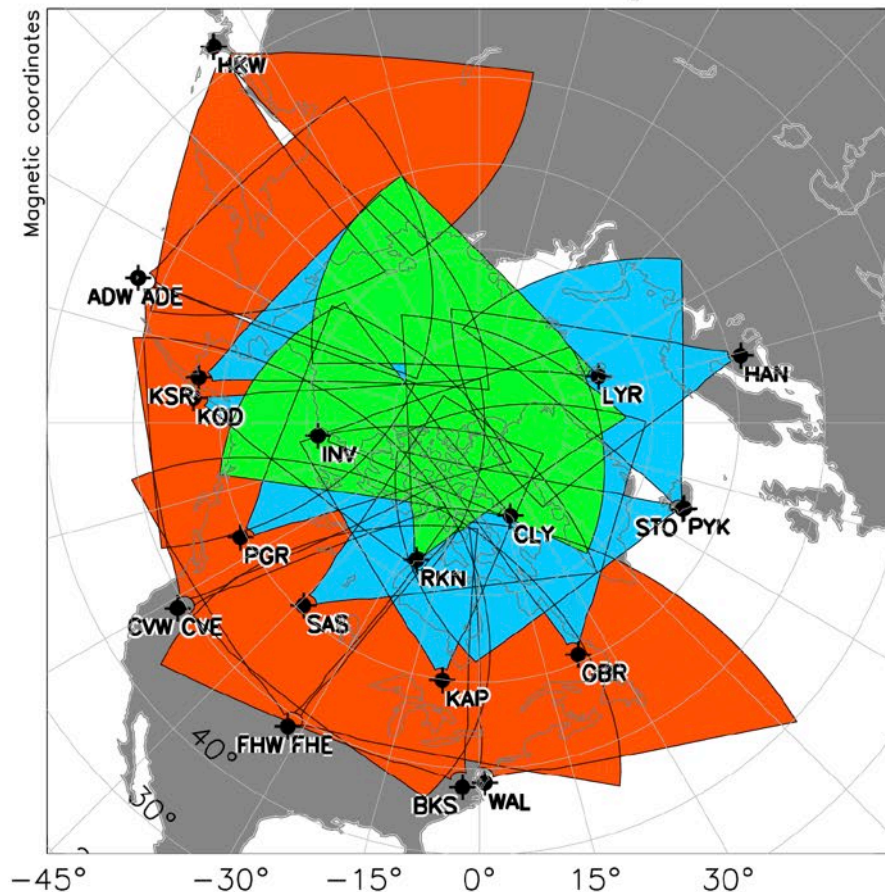 Magnetic coordinates
HKW
ADW ADE
HAN
KSR
LYR
KOD
INV
STO PYK
CLY
PGR
RKN
CVW CVE
SAS
GBR
KAP
FHW FHE
40°
BKS
WAL
30°
-45° -30° -15° 0° 15° 30°